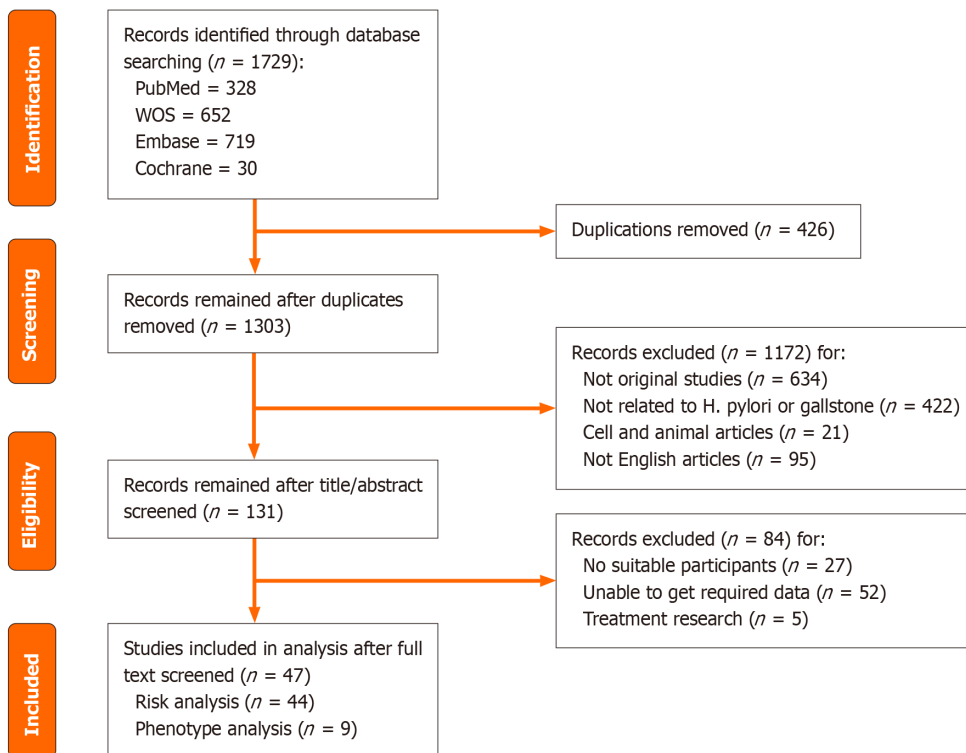 Identification
Records identified through database
searching (n = 1729):
PubMed = 328
WOS = 652
Embase = 719
Cochrane = 30
Duplications removed (n = 426)
Screening
Records remained after duplicates
removed (n = 1303)
Records excluded (n = 1172) for:
Not original studies (n = 634)
Not related to H. pylori or gallstone (n = 422)
Cell and animal articles (n = 21)
Not English articles (n = 95)
Eligibility
Records remained after title/abstract
screened (n = 131)
Records excluded (n = 84) for:
No suitable participants (n = 27)
Unable to get required data (n = 52)
Treatment research (n = 5)
Included
Studies included in analysis after full
text screened (n = 47)
Risk analysis (n = 44)
Phenotype analysis (n = 9)